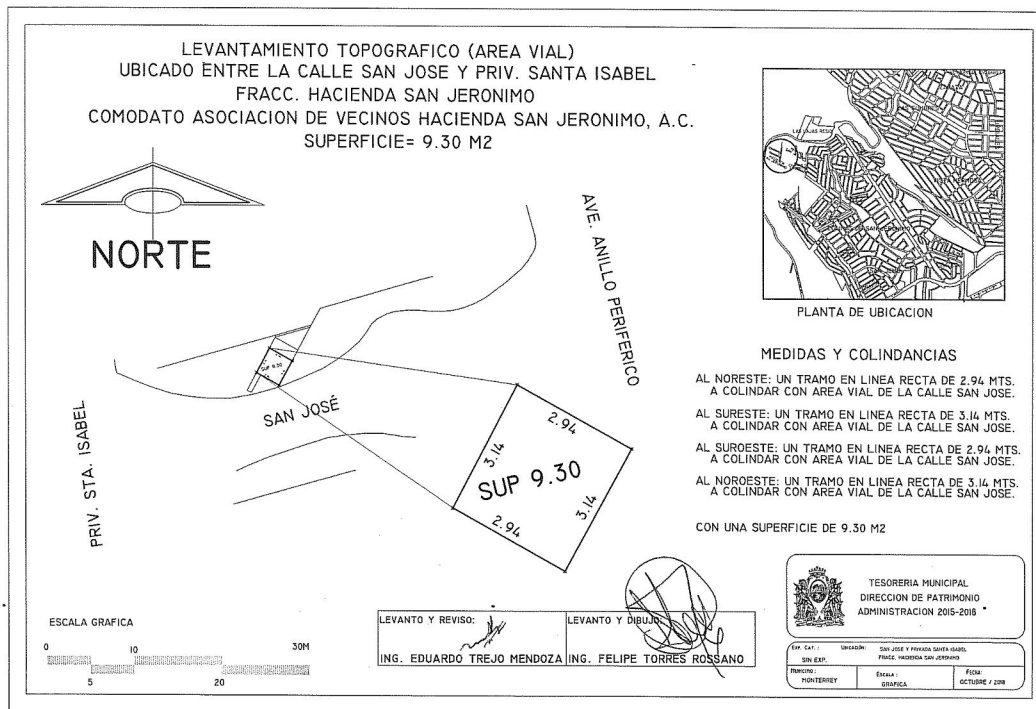 LEVANTAMIENTO TOPOGRAFICO (AREA VIAL)
UBICADO ENTRE LA CALLE SAN JOSE Y PRIV. SANTA ISABEL
FRACC. HACIENDA SAN JERONIMO
COMODATO ASOCIACION DE VECINOS HACIENDA SAN JERONIMO, A.C.
SUPERFICIE= 9.30 M2
NORTE
AVE. ANILLO PERIFERICO
SUP 9.30
SAN JOSÉ
PRIV. STA. ISABEL
2.94
3.14
SUP 9.30
3.14
2.94
PLANTA DE UBICACION
MEDIDAS Y COLINDANCIAS
AL NORESTE: UN TRAMO EN LINEA RECTA DE 2.94 MTS.
A COLINDAR CON AREA VIAL DE LA CALLE SAN JOSE.
AL SURESTE: UN TRAMO EN LINEA RECTA DE 3.14 MTS.
A COLINDAR CON AREA VIAL DE LA CALLE SAN JOSE.
AL SUROESTE: UN TRAMO EN LINEA RECTA DE 2.94 MTS.
A COLINDAR CON AREA VIAL DE LA CALLE SAN JOSE.
AL NOROESTE: UN TRAMO EN LINEA RECTA DE 3.14 MTS.
A COLINDAR CON AREA VIAL DE LA CALLE SAN JOSE.
CON UNA SUPERFICIE DE 9.30 M2
TESORERIA MUNICIPAL
DIRECCION DE PATRIMONIO
ADMINISTRACION 2015-2018
EXP. CAT. :
SIN EXP.
UBICACIÓN: SAN JOSE Y PRIVADA SANTA ISABEL
FRACC. HACIENDA SAN JERONIMO
MUNICIPIO :
MONTERREY
ESCALA :
GRAFICA
FECHA:
OCTUBRE / 2018
ESCALA GRAFICA
0 10 30M
5 20
LEVANTO Y REVISO:
ING. EDUARDO TREJO MENDOZA
LEVANTO Y DIBUJO:
ING. FELIPE TORRES ROSSANO